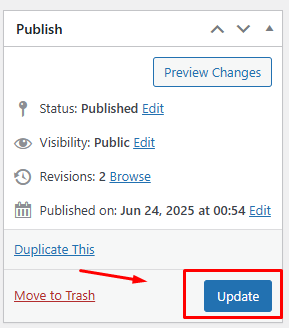 Publish
Preview Changes
Status: Published Edit
Visibility: Public Edit
Revisions: 2 Browse
Published on: Jun 24, 2025 at 00:54 Edit
Duplicate This
Move to Trash
Update